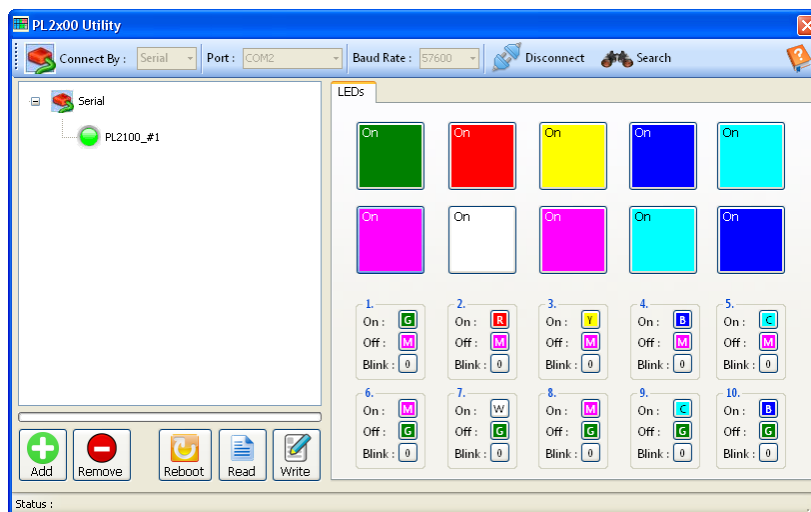 PL2x00 Utility
Connect By : Serial Port : COM2 Baud Rate : 57600 Disconnect Search
Serial
PL2100_#1
LEDs
On On On On On
On On On On On
1. 2. 3. 4. 5.
On : G On : R On : Y On : B On : C
Off : M Off : M Off : M Off : M Off : M
Blink : 0 Blink : 0 Blink : 0 Blink : 0 Blink : 0
6. 7. 8. 9. 10.
On : M On : W On : M On : C On : B
Off : G Off : G Off : G Off : G Off : G
Blink : 0 Blink : 0 Blink : 0 Blink : 0 Blink : 0
Add Remove Reboot Read Write
Status :